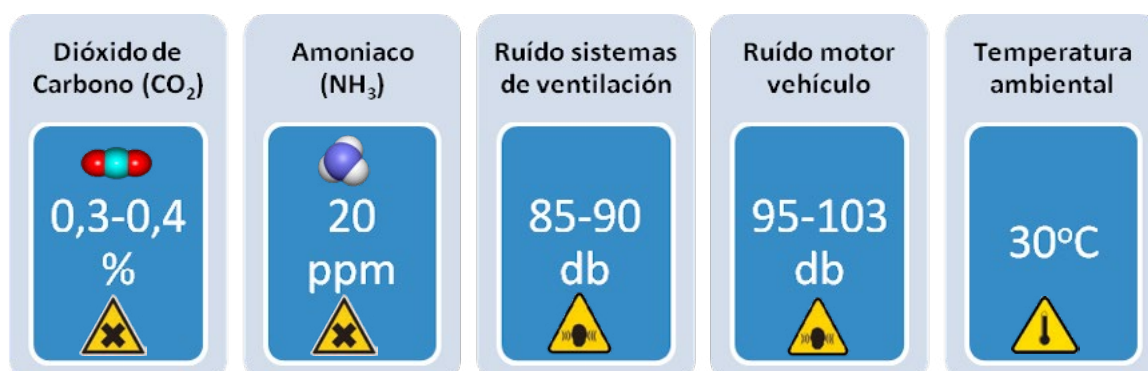 Dióxido de
Carbono (CO₂)
0,3-0,4
%
Amoniaco
(NH₃)
20
ppm
Ruído sistemas
de ventilación
85-90
db
Ruído motor
vehículo
95-103
db
Temperatura
ambiental
30ºC